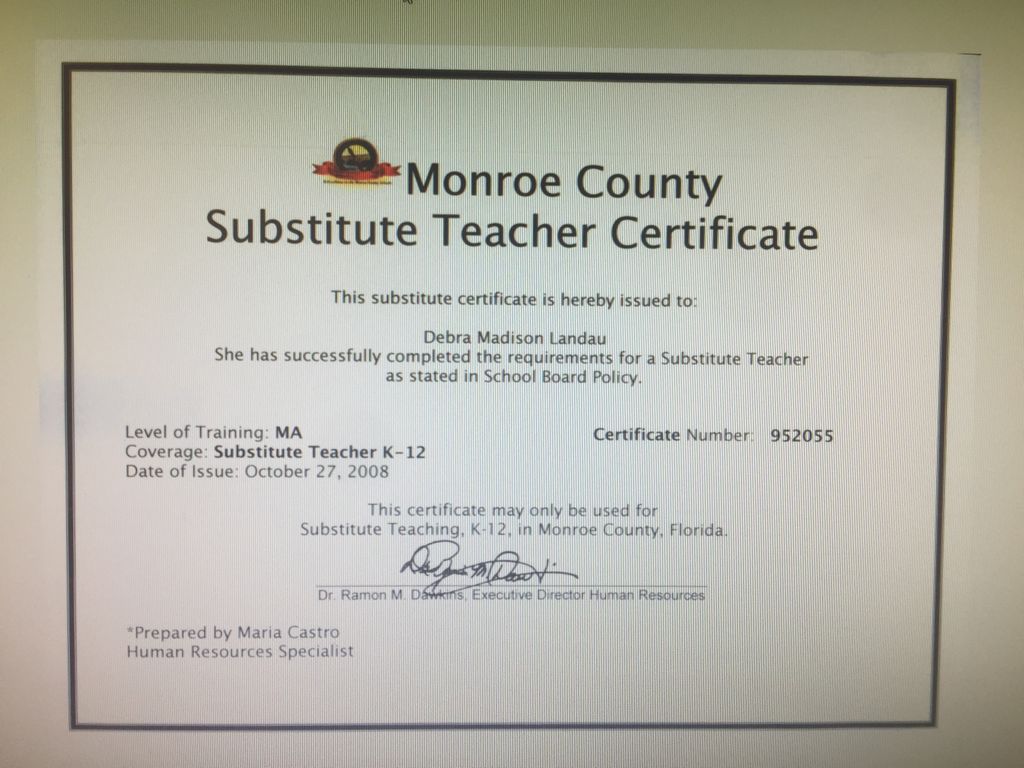 Monroe County
Substitute Teacher Certificate
This substitute certificate is hereby issued to:
Debra Madison Landau
She has successfully completed the requirements for a Substitute Teacher
as stated in School Board Policy.
Level of Training: MA
Certificate Number: 952055
Coverage: Substitute Teacher K-12
Date of Issue: October 27, 2008
This certificate may only be used for
Substitute Teaching, K-12, in Monroe County, Florida.
Dr. Ramon M. Dawkins, Executive Director Human Resources
*Prepared by Maria Castro
Human Resources Specialist